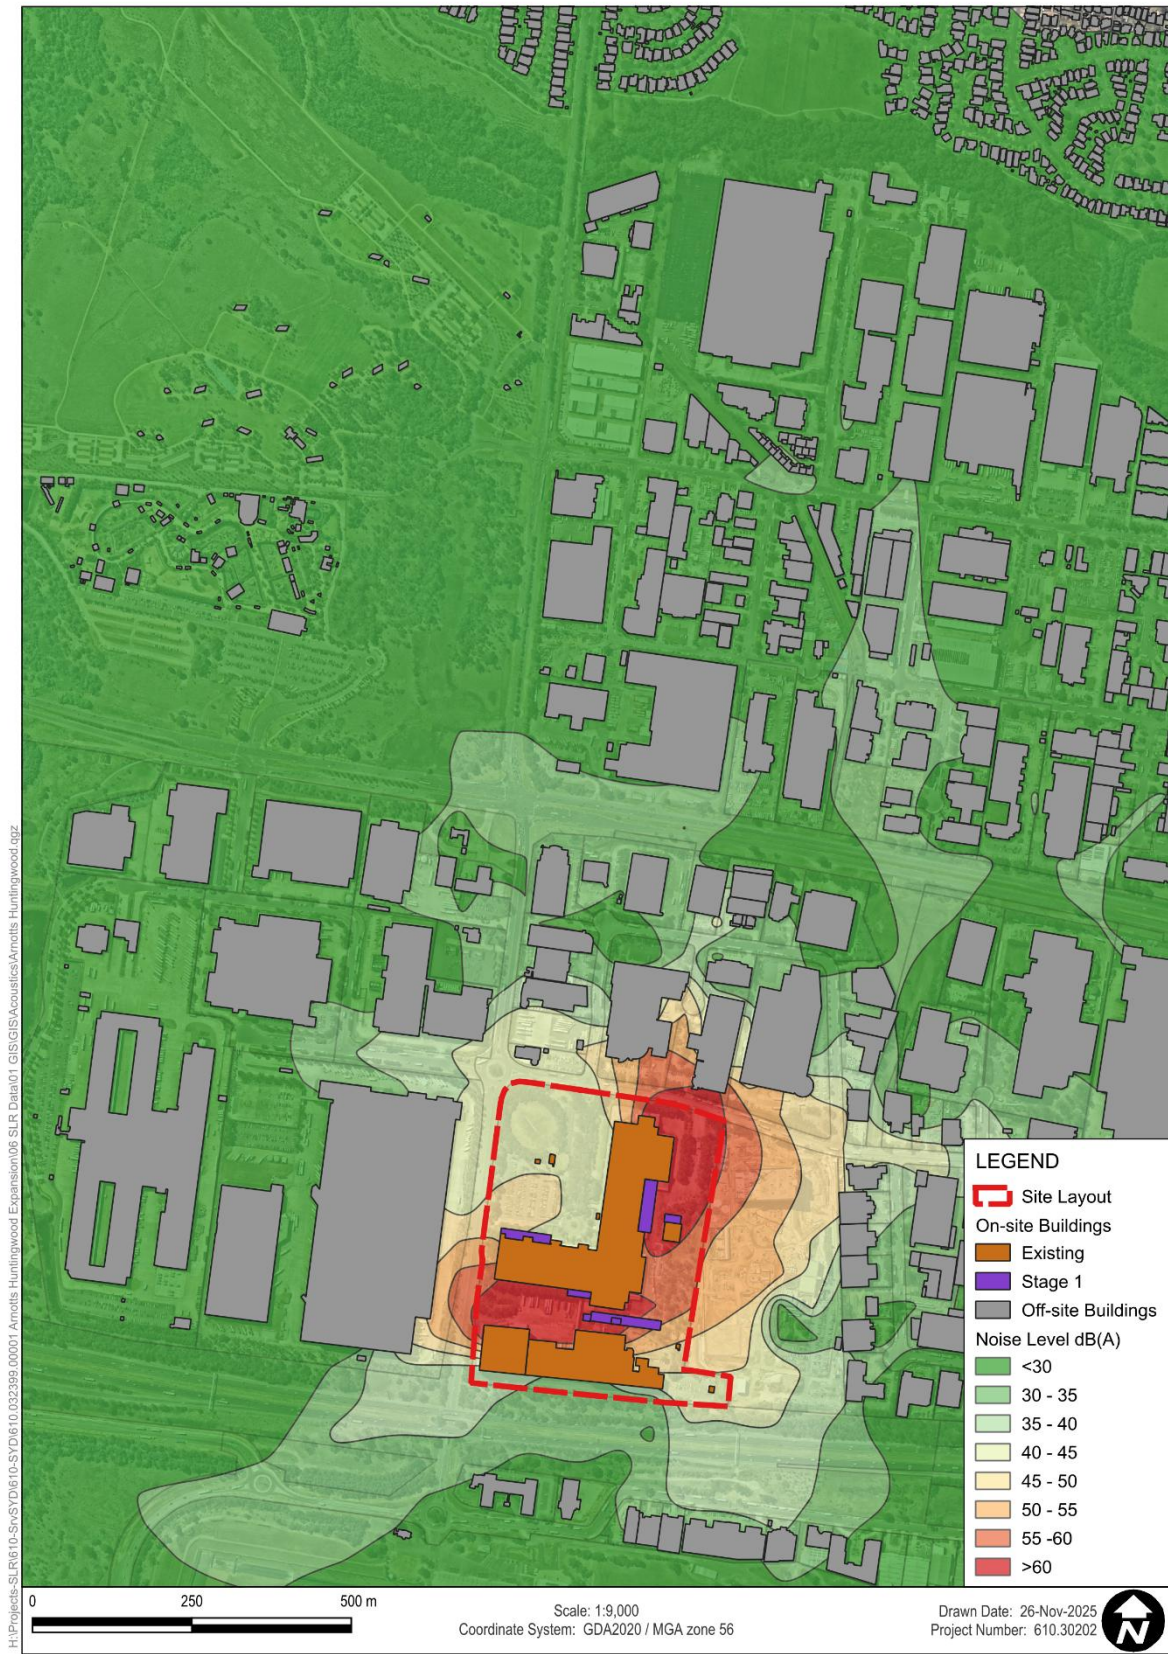 H:\Projects-SLR\610-SrvSYD\610-SYD\610.032399.00001 Arnotts Huntingwood Expansion\06 SLR Data\01 GIS\GIS\Acoustics\Arnotts Huntingwood.qgz
LEGEND
Site Layout
On-site Buildings
Existing
Stage 1
Off-site Buildings
Noise Level dB(A)
<30
30 - 35
35 - 40
40 - 45
45 - 50
50 - 55
55 -60
>60
0 250 500 m
Scale: 1:9,000
Coordinate System: GDA2020 / MGA zone 56
Drawn Date: 26-Nov-2025
Project Number: 610.30202
N